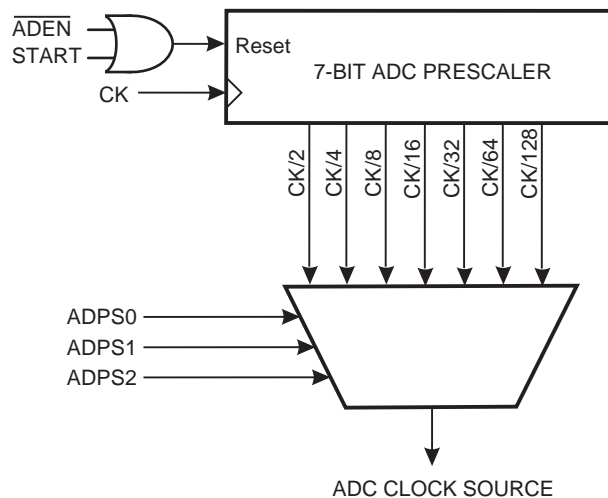 ADEN
START
Reset
7-BIT ADC PRESCALER
CK
CK/2
CK/4
CK/8
CK/16
CK/32
CK/64
CK/128
ADPS0
ADPS1
ADPS2
ADC CLOCK SOURCE